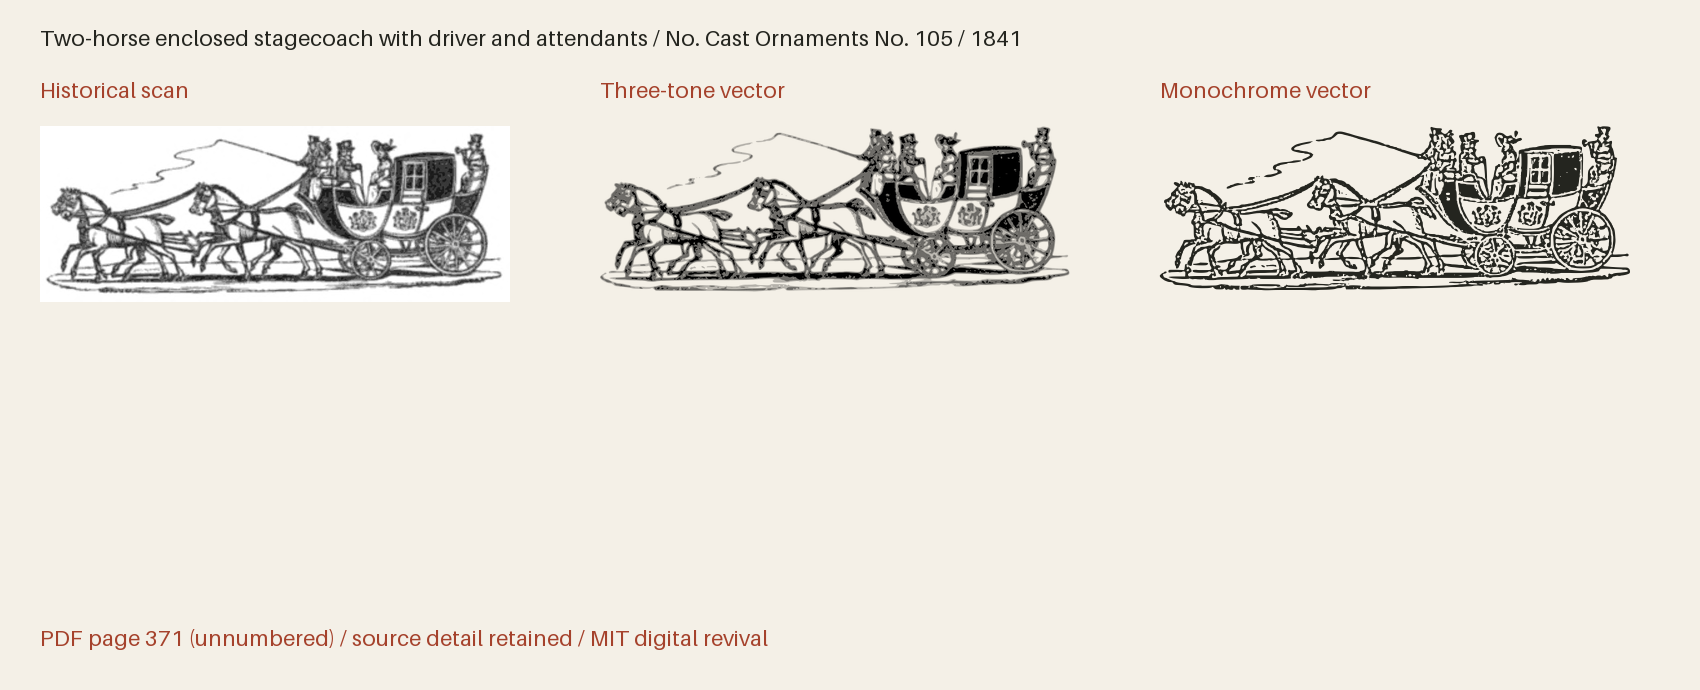 Two-horse enclosed stagecoach with driver and attendants / No. Cast Ornaments No. 105 / 1841
Historical scan
Three-tone vector
Monochrome vector
PDF page 371 (unnumbered) / source detail retained / MIT digital revival